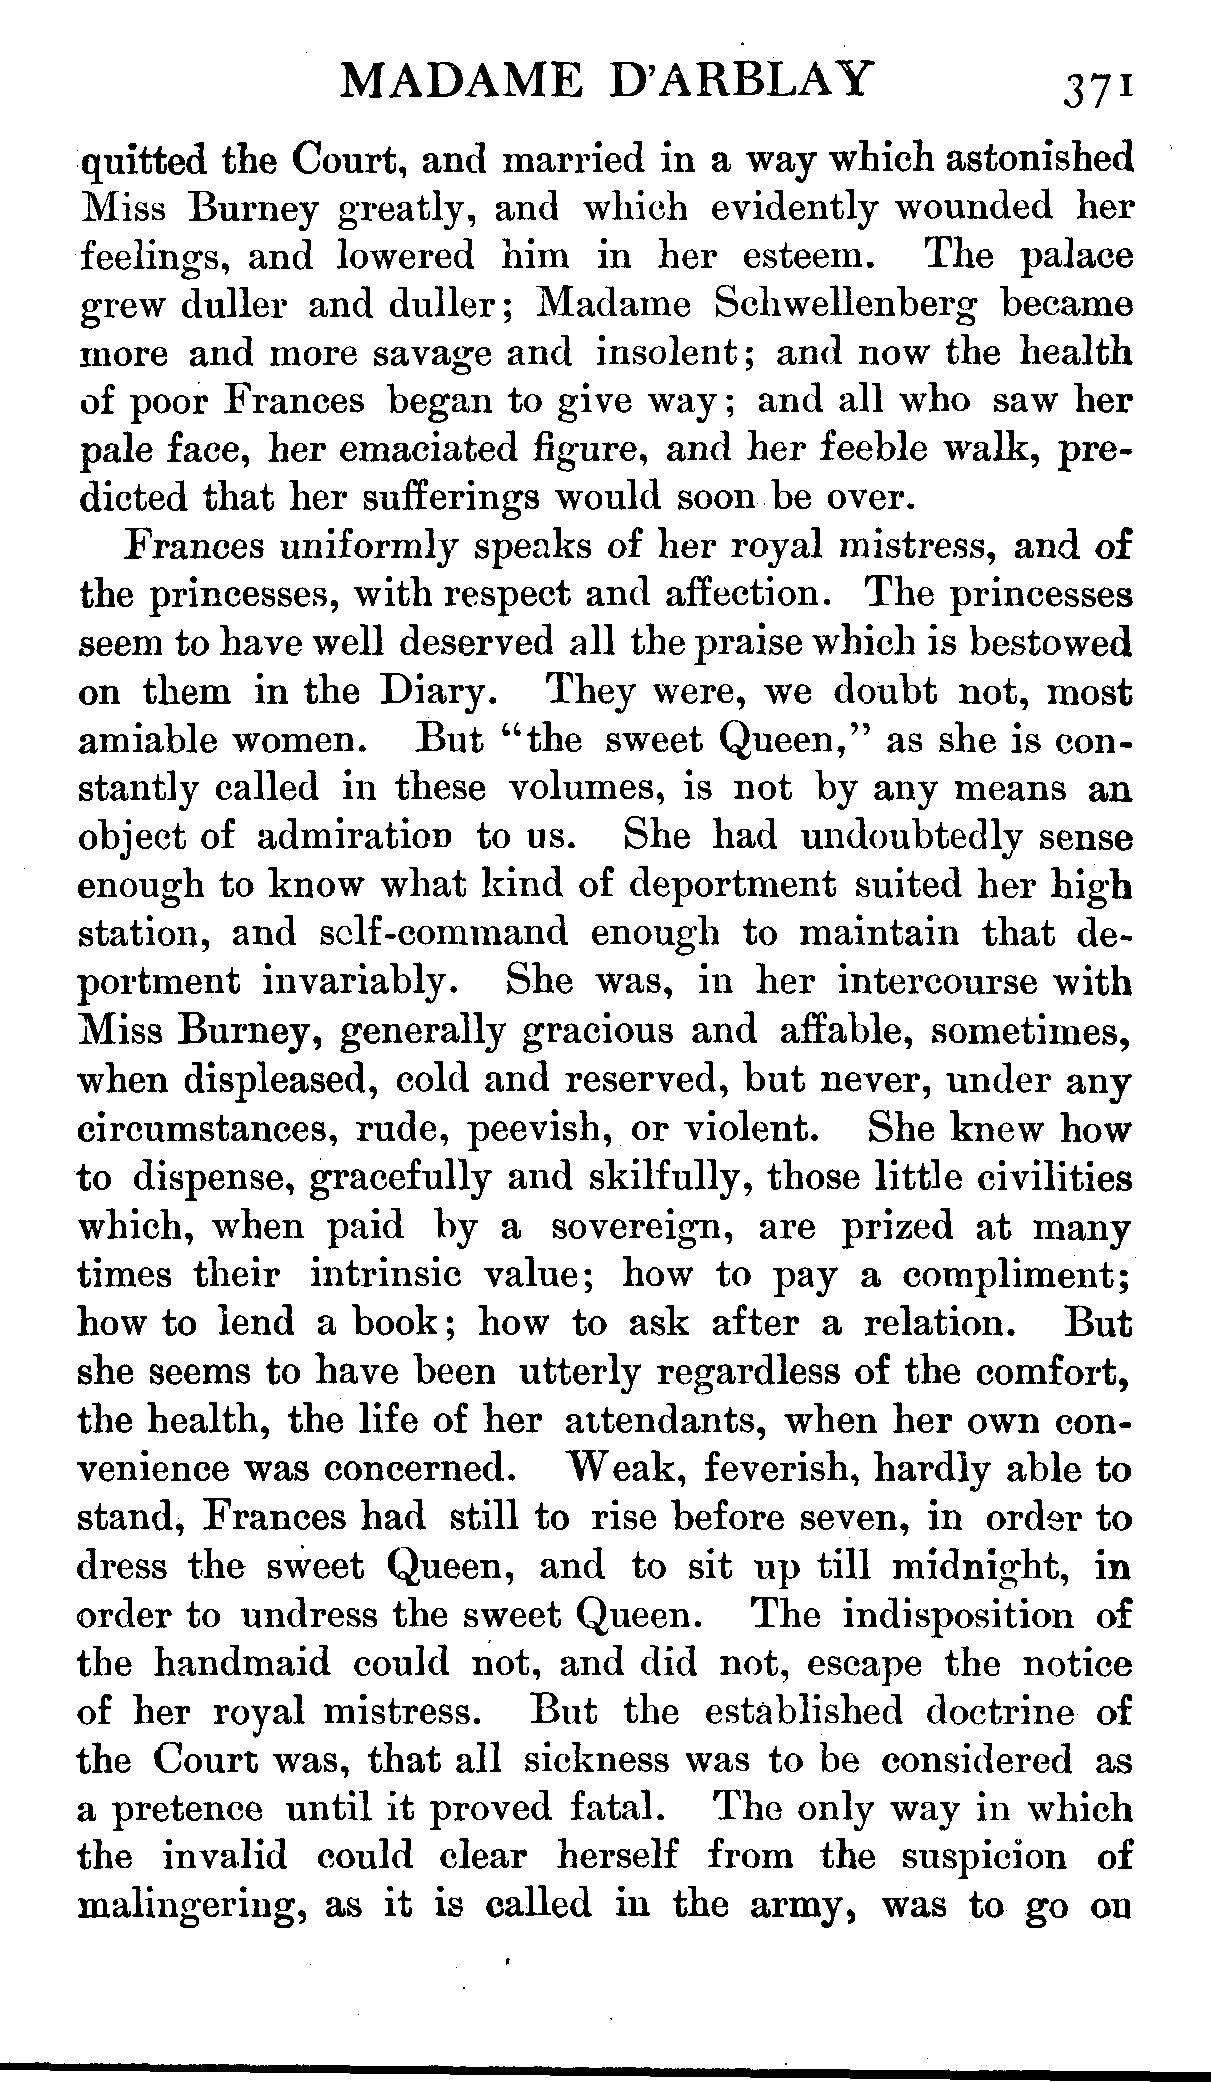 MADAME D'ARBLAY 371
quitted the Court, and married in a way which astonished
Miss Burney greatly, and which evidently wounded her
feelings, and lowered him in her esteem. The palace
grew duller and duller; Madame Schwellenberg became
more and more savage and insolent; and now the health
of poor Frances began to give way; and all who saw her
pale face, her emaciated figure, and her feeble walk, pre-
dicted that her sufferings would soon be over.
Frances uniformly speaks of her royal mistress, and of
the princesses, with respect and affection. The princesses
seem to have well deserved all the praise which is bestowed
on them in the Diary. They were, we doubt not, most
amiable women. But "the sweet Queen," as she is con-
stantly called in these volumes, is not by any means an
object of admiration to us. She had undoubtedly sense
enough to know what kind of deportment suited her high
station, and self-command enough to maintain that de-
portment invariably. She was, in her intercourse with
Miss Burney, generally gracious and affable, sometimes,
when displeased, cold and reserved, but never, under any
circumstances, rude, peevish, or violent. She knew how
to dispense, gracefully and skilfully, those little civilities
which, when paid by a sovereign, are prized at many
times their intrinsic value; how to pay a compliment;
how to lend a book; how to ask after a relation. But
she seems to have been utterly regardless of the comfort,
the health, the life of her attendants, when her own con-
venience was concerned. Weak, feverish, hardly able to
stand, Frances had still to rise before seven, in order to
dress the sweet Queen, and to sit up till midnight, in
order to undress the sweet Queen. The indisposition of
the handmaid could not, and did not, escape the notice
of her royal mistress. But the established doctrine of
the Court was, that all sickness was to be considered as
a pretence until it proved fatal. The only way in which
the invalid could clear herself from the suspicion of
malingering, as it is called in the army, was to go on